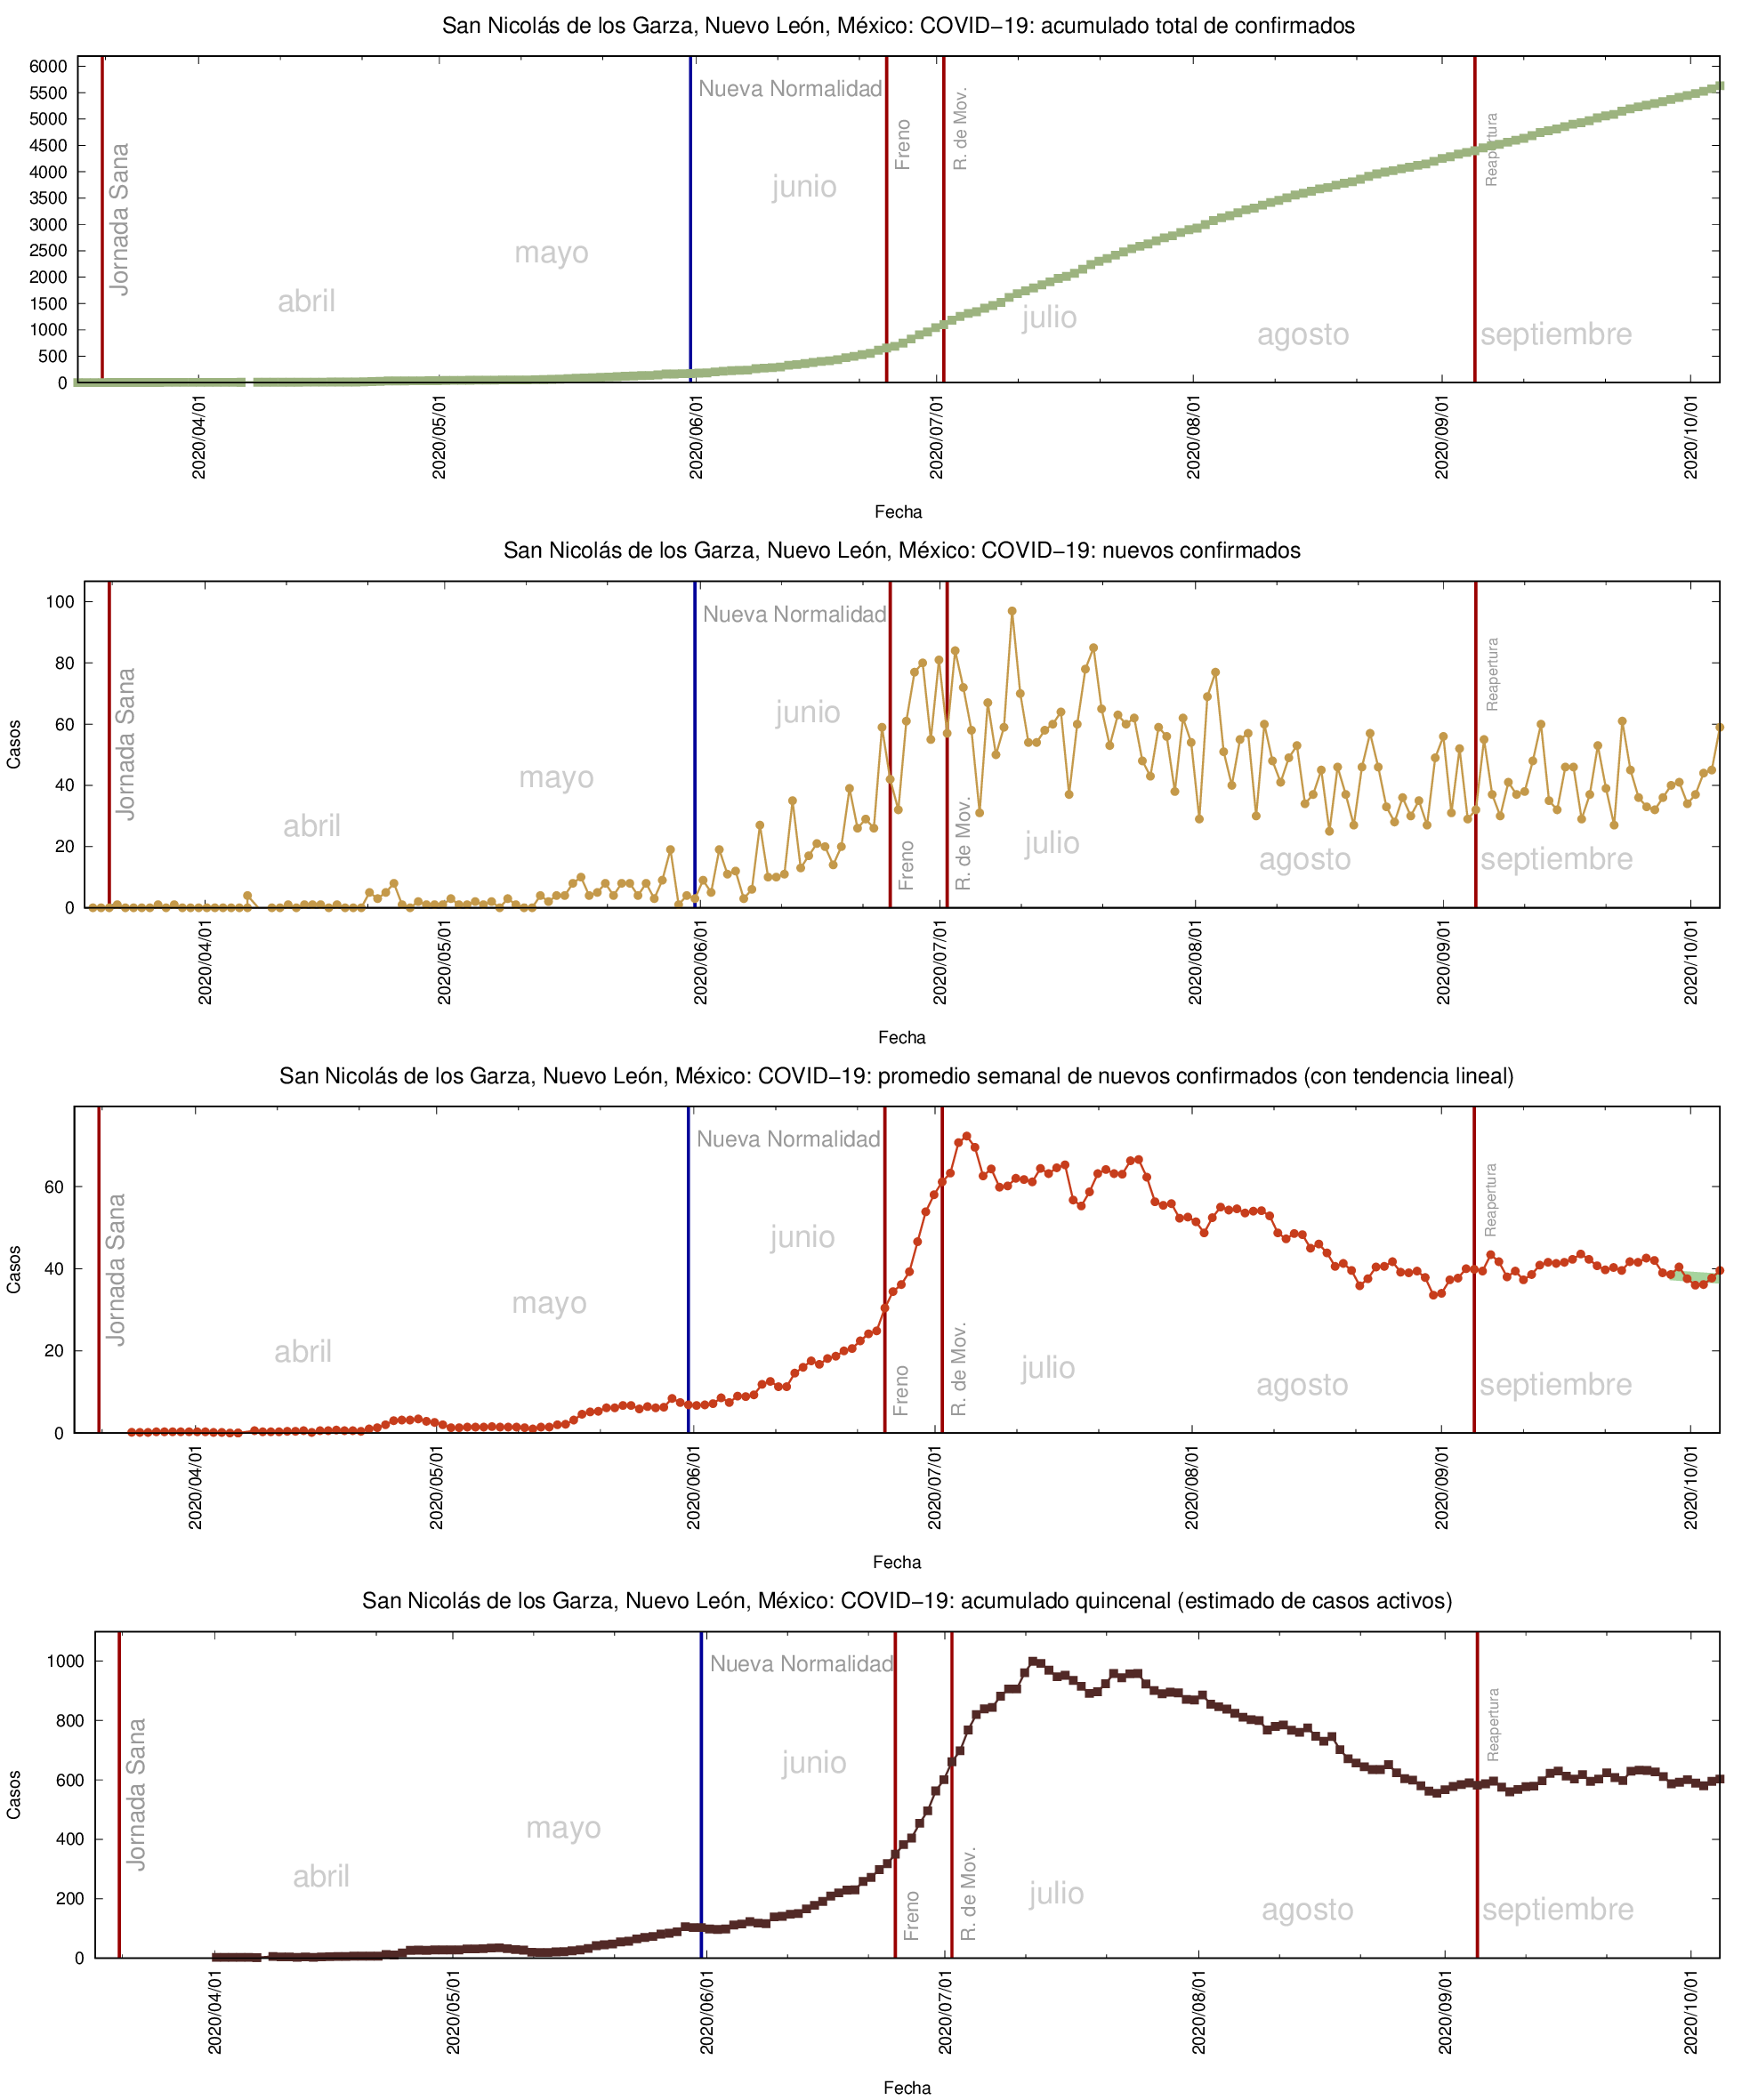 San Nicolás de los Garza, Nuevo León, México: COVID−19: acumulado total de confirmados
6000
5500
5000
4500
4000
3500
3000
2500
2000
1500
1000
500
0
Jornada Sana
abril
mayo
Nueva Normalidad
junio
Freno
R. de Mov.
julio
agosto
Reapertura
septiembre
2020/04/01
2020/05/01
2020/06/01
2020/07/01
2020/08/01
2020/09/01
2020/10/01
Fecha
San Nicolás de los Garza, Nuevo León, México: COVID−19: nuevos confirmados
Casos
100
80
60
40
20
0
Jornada Sana
abril
mayo
Nueva Normalidad
junio
Freno
R. de Mov.
julio
agosto
Reapertura
septiembre
2020/04/01
2020/05/01
2020/06/01
2020/07/01
2020/08/01
2020/09/01
2020/10/01
Fecha
San Nicolás de los Garza, Nuevo León, México: COVID−19: promedio semanal de nuevos confirmados (con tendencia lineal)
Casos
60
40
20
0
Jornada Sana
abril
mayo
Nueva Normalidad
junio
Freno
R. de Mov.
julio
agosto
Reapertura
septiembre
2020/04/01
2020/05/01
2020/06/01
2020/07/01
2020/08/01
2020/09/01
2020/10/01
Fecha
San Nicolás de los Garza, Nuevo León, México: COVID−19: acumulado quincenal (estimado de casos activos)
Casos
1000
800
600
400
200
0
Jornada Sana
abril
mayo
Nueva Normalidad
junio
Freno
R. de Mov.
julio
agosto
Reapertura
septiembre
2020/04/01
2020/05/01
2020/06/01
2020/07/01
2020/08/01
2020/09/01
2020/10/01
Fecha